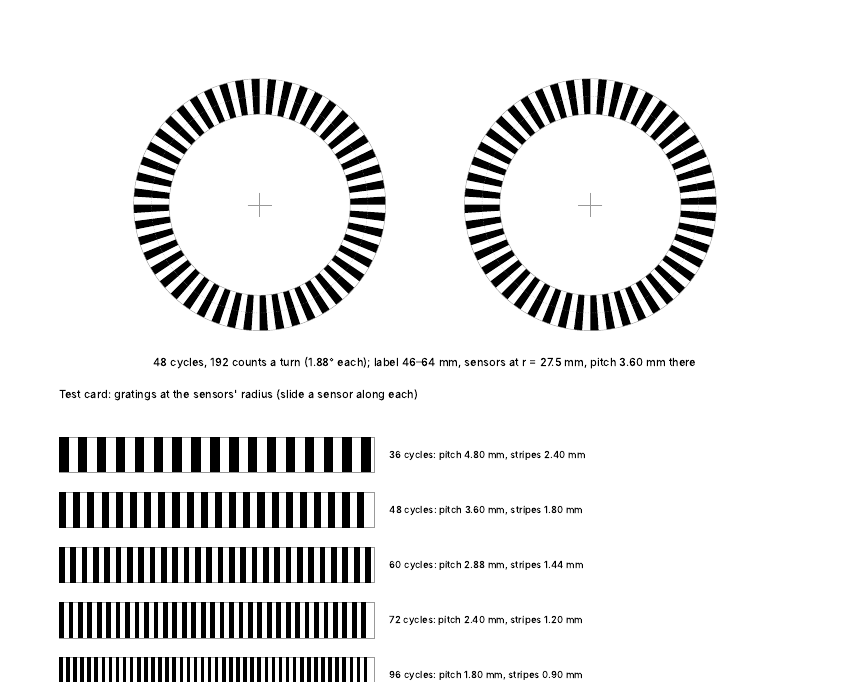 48 cycles, 192 counts a turn (1.88° each); label 46–64 mm, sensors at r = 27.5 mm, pitch 3.60 mm there
Test card: gratings at the sensors' radius (slide a sensor along each)
36 cycles: pitch 4.80 mm, stripes 2.40 mm
48 cycles: pitch 3.60 mm, stripes 1.80 mm
60 cycles: pitch 2.88 mm, stripes 1.44 mm
72 cycles: pitch 2.40 mm, stripes 1.20 mm
96 cycles: pitch 1.80 mm, stripes 0.90 mm